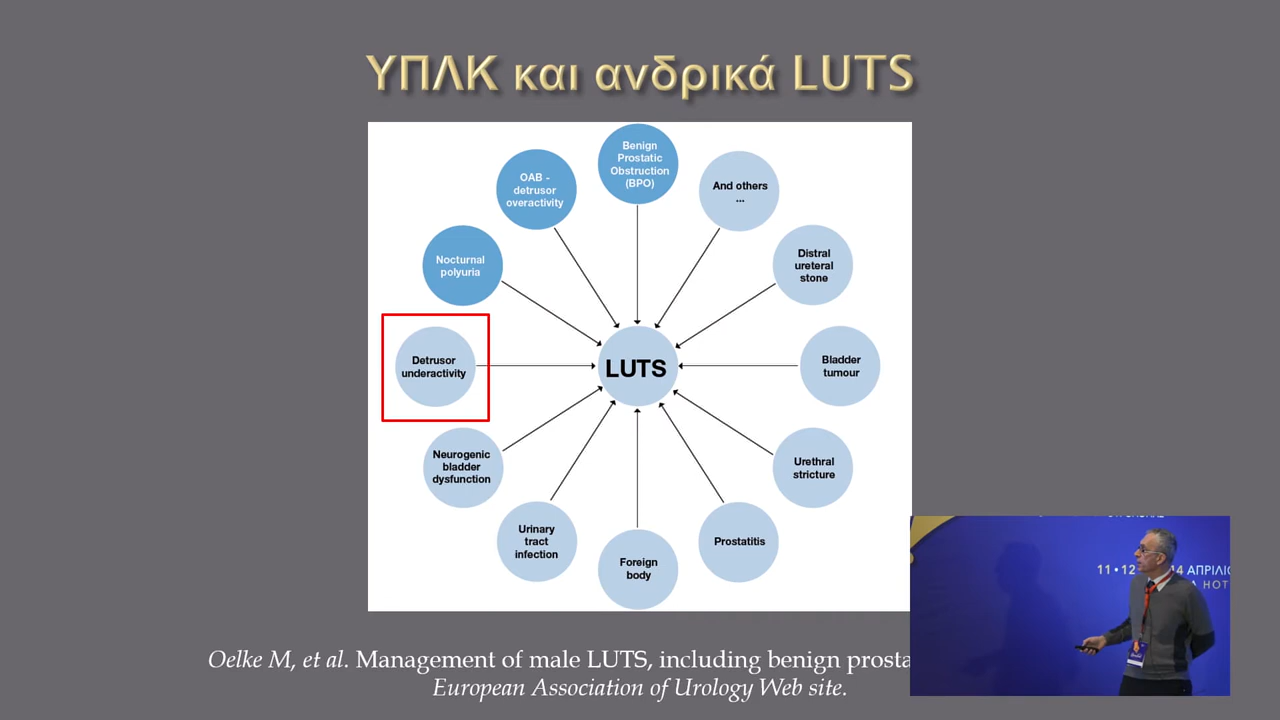 ΥΠΛΚ και ανδρικά LUTS
Benign
Prostatic
Obstruction
(BPO)
And others
...
Distral
ureteral
stone
Bladder
tumour
Urethral
stricture
Prostatitis
Foreign
body
Urinary
tract
infection
Neurogenic
bladder
dysfunction
Detrusor
underactivity
Nocturnal
polyuria
OAB -
detrusor
overactivity
LUTS
Oelke M, et al. Management of male LUTS, including benign
European Association of Urology Web site.
11 • 12
14 ΑΠΡΙΛΙΟ
HOT